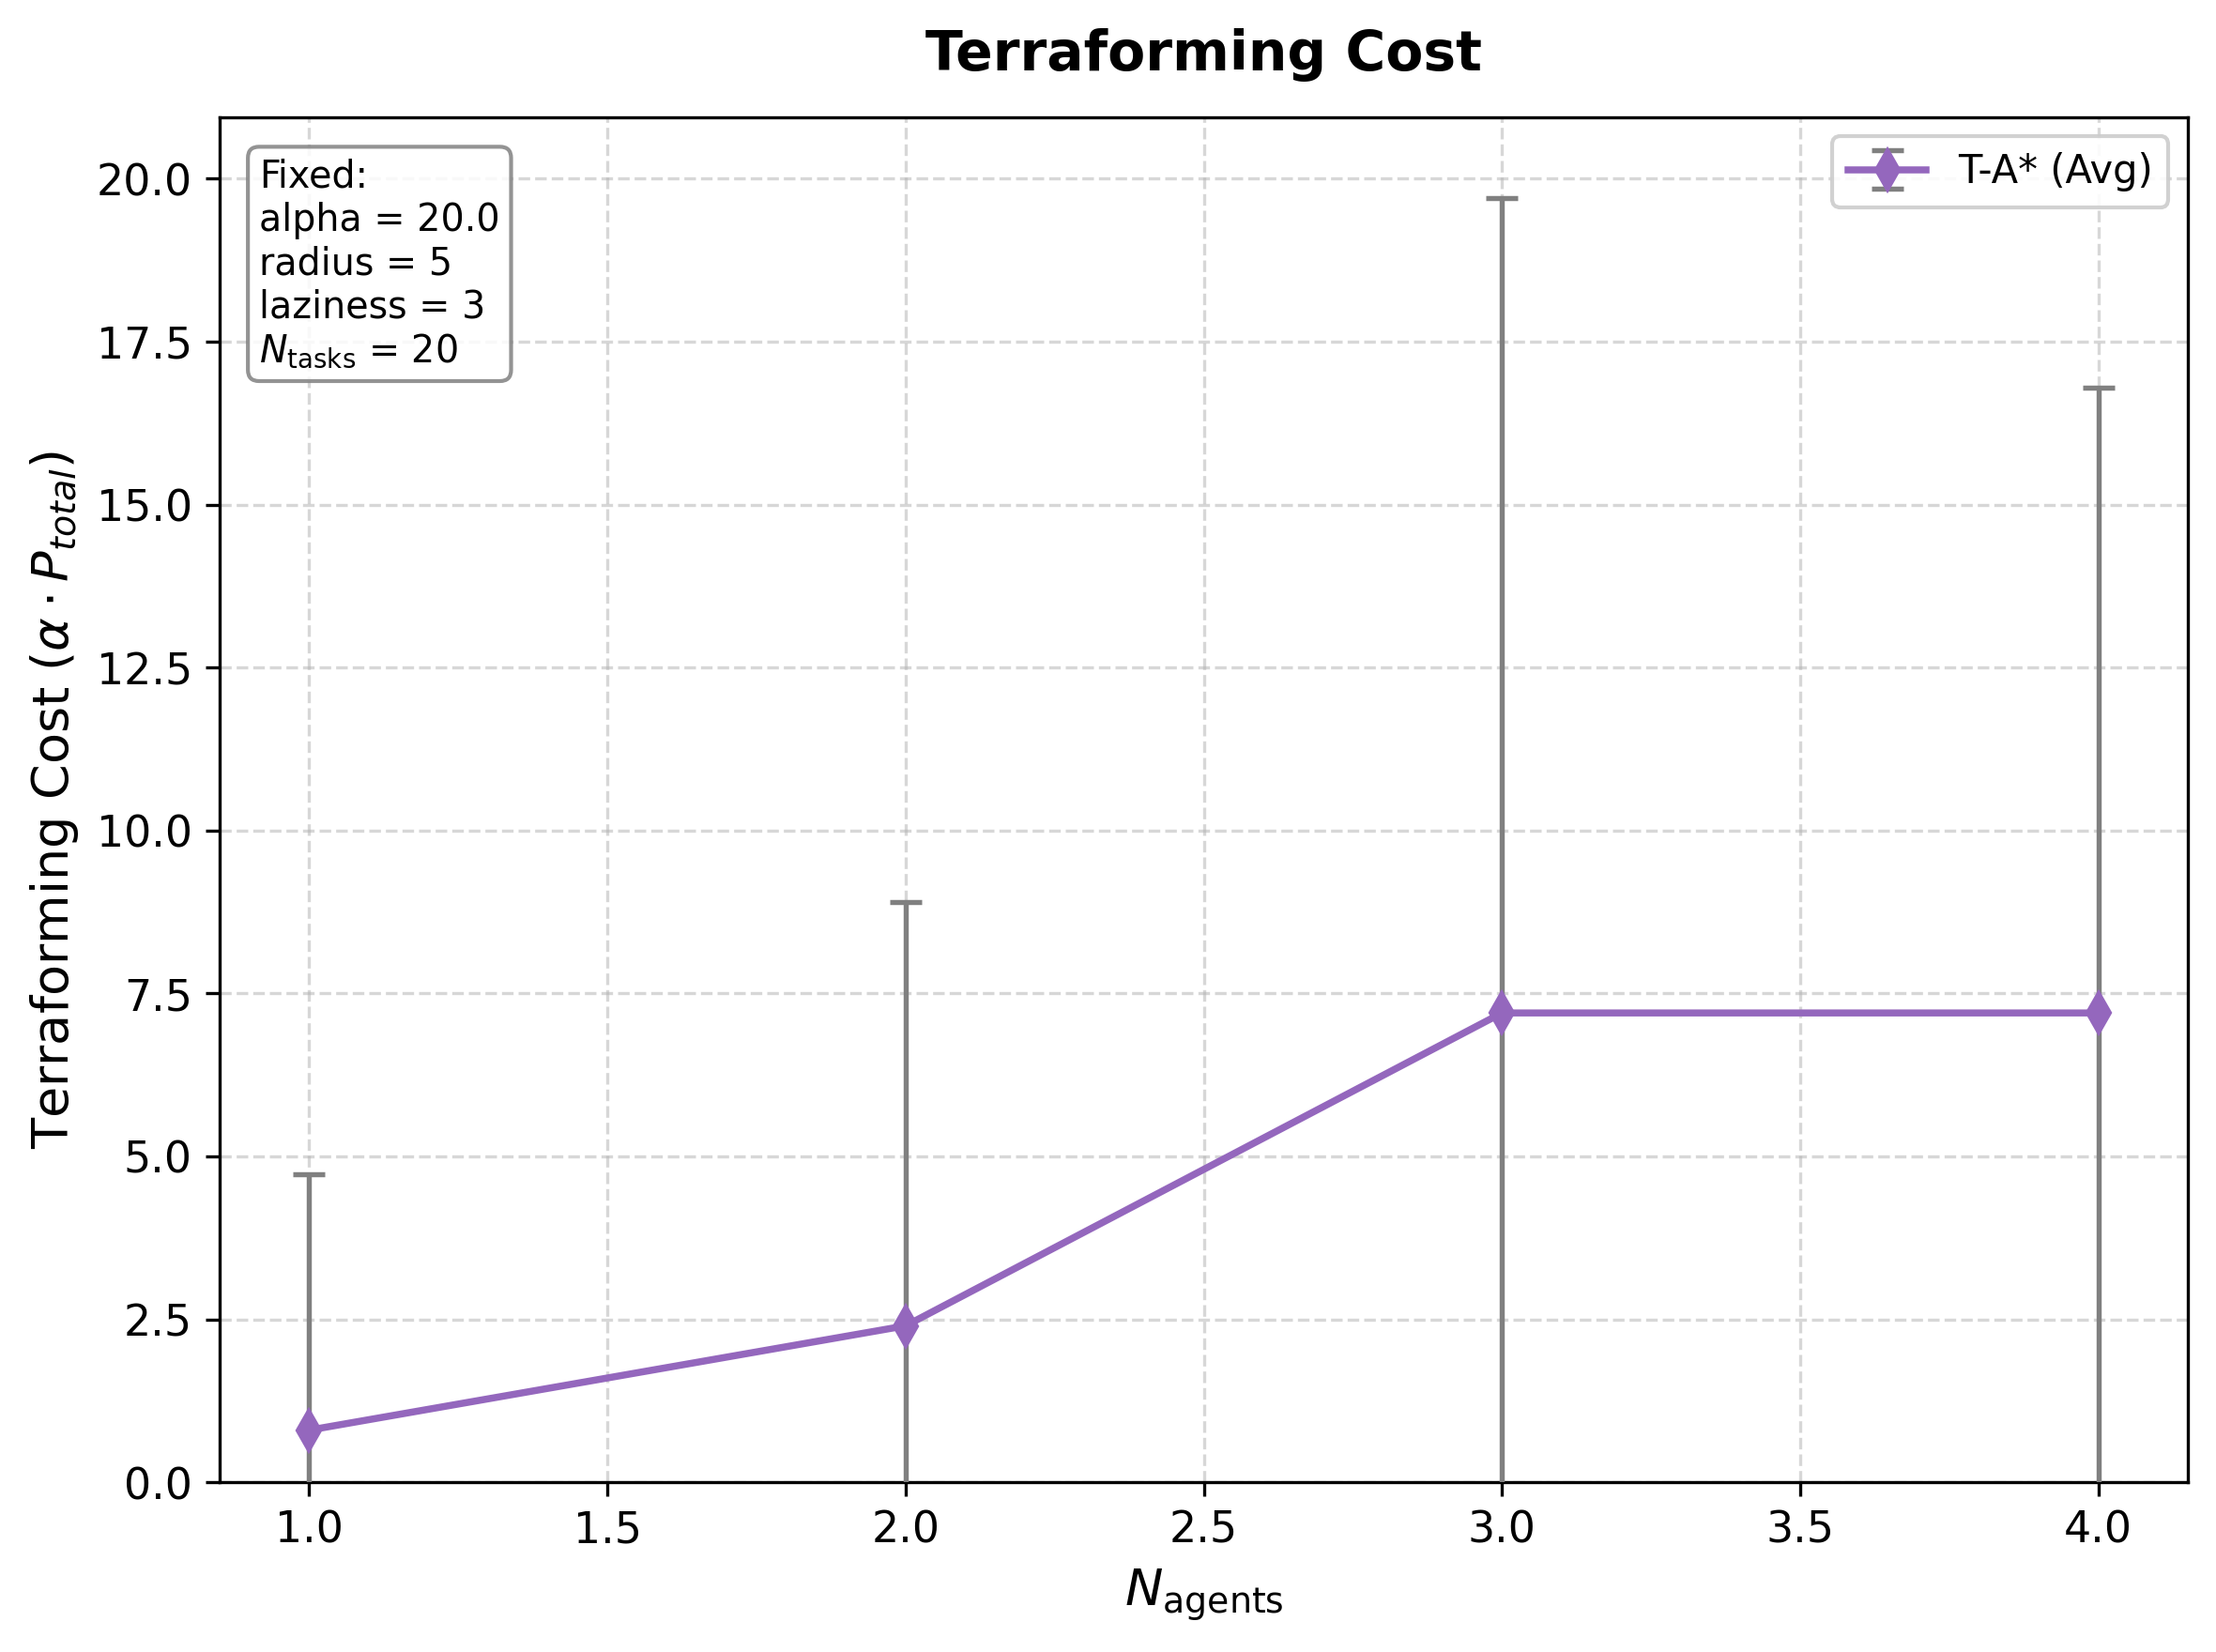 Terraforming Cost
Fixed:
alpha = 20.0
radius = 5
laziness = 3
N_tasks = 20
T-A* (Avg)
Terraforming Cost (α · P_total)
20.0
17.5
15.0
12.5
10.0
7.5
5.0
2.5
0.0
1.0 1.5 2.0 2.5 3.0 3.5 4.0
N_agents